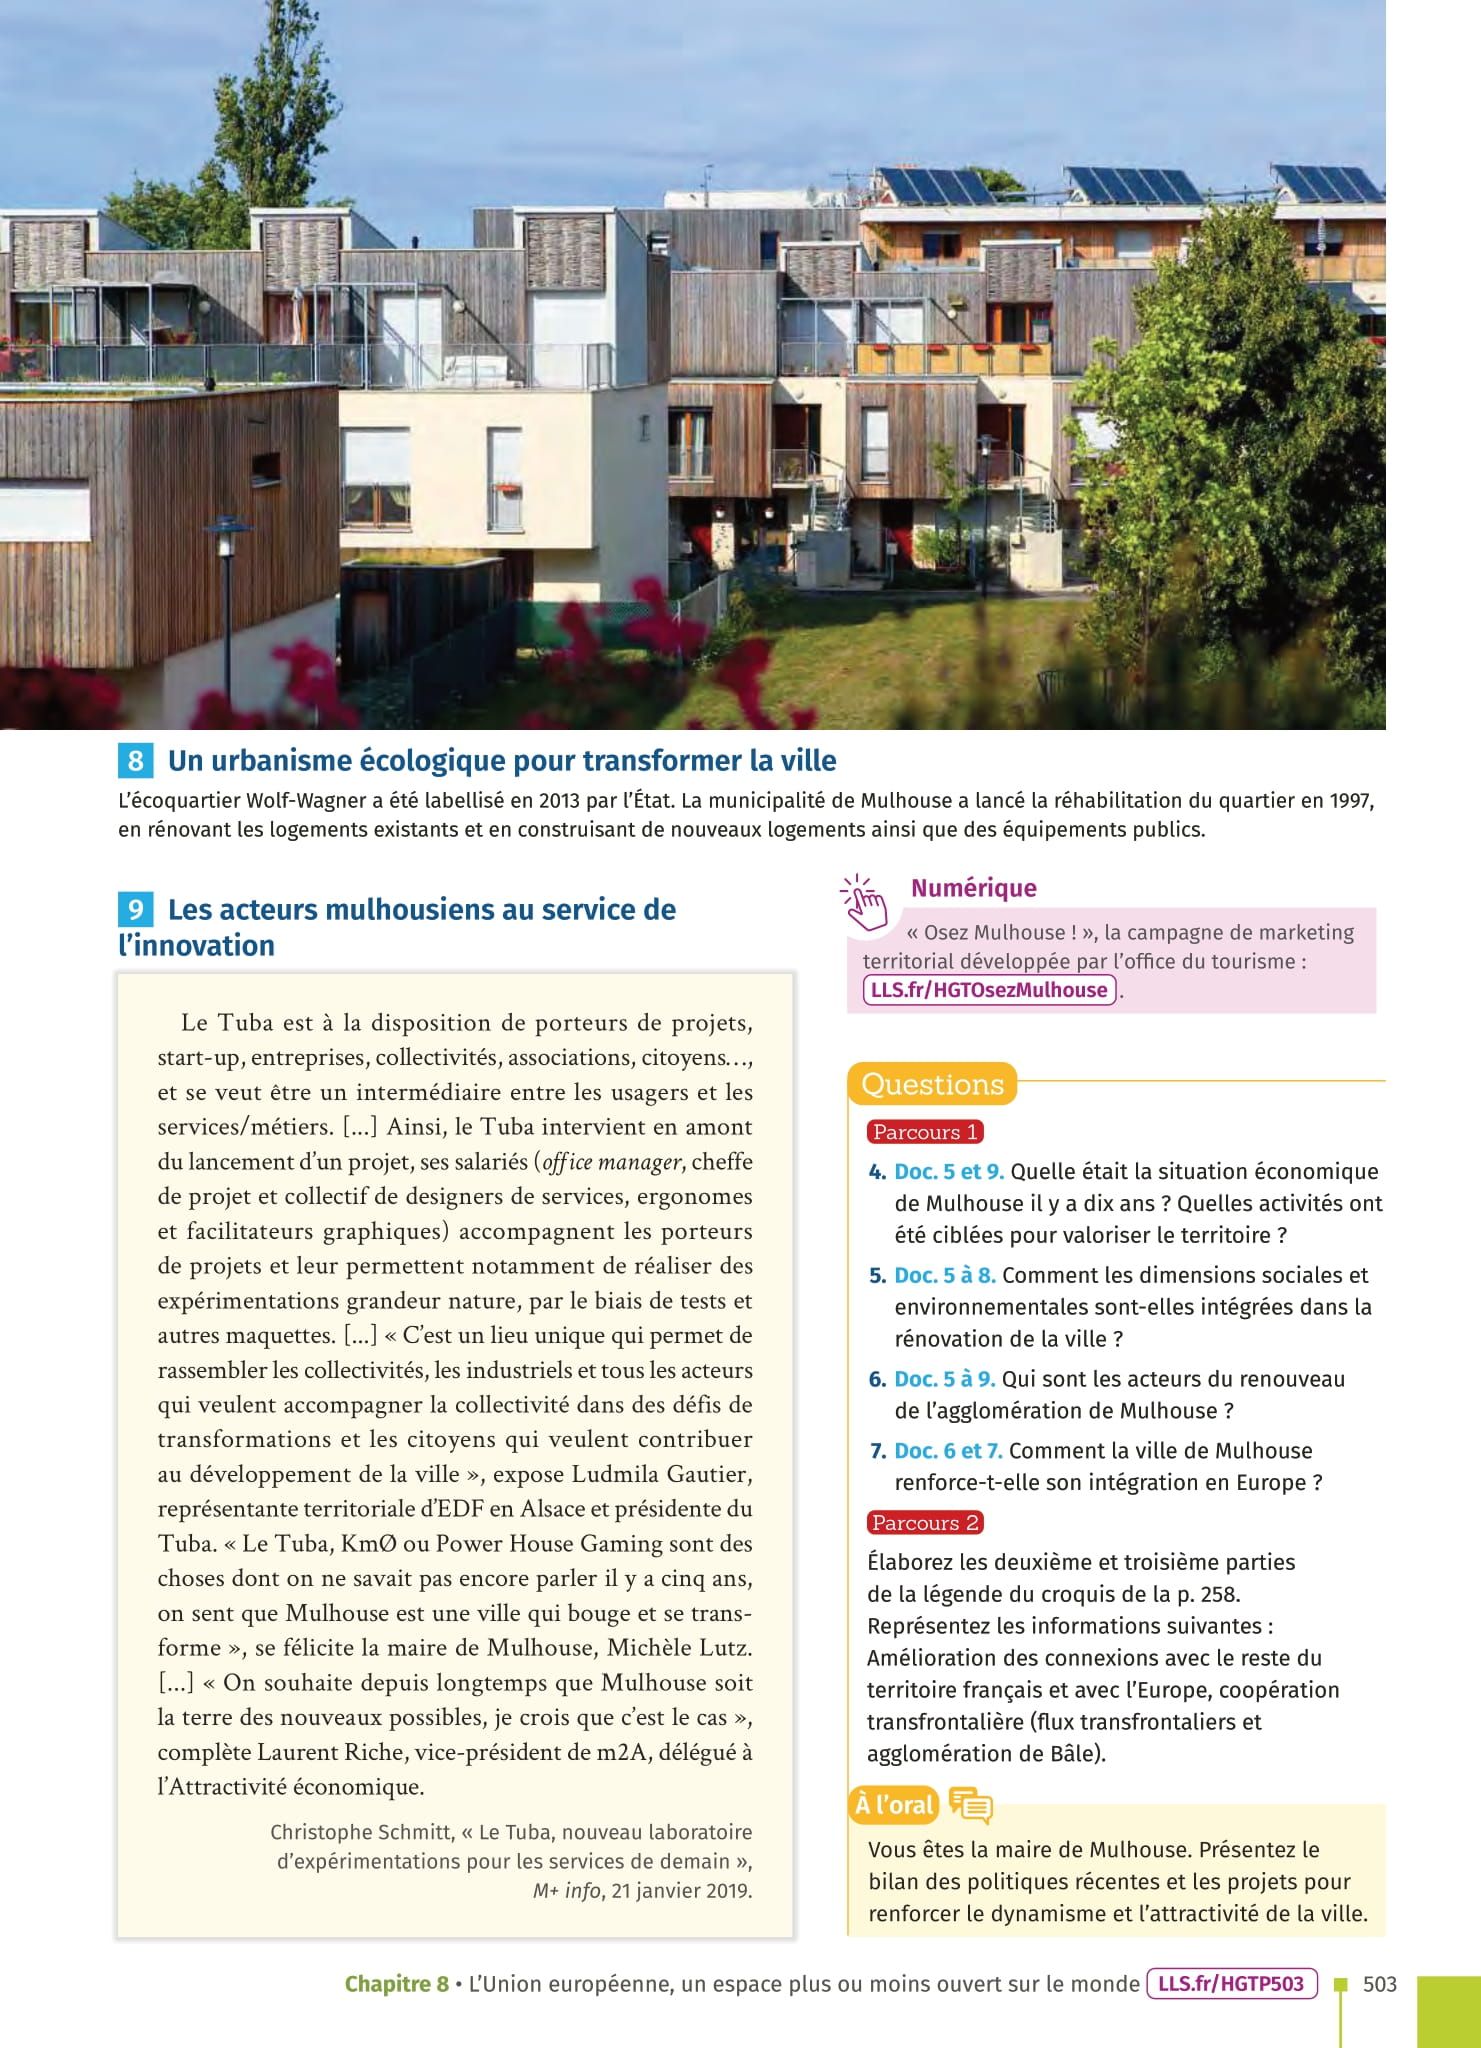 8 Un urbanisme écologique pour transformer la ville
L'écoquartier Wolf-Wagner a été labellisé en 2013 par l'État. La municipalité de Mulhouse a lancé la réhabilitation du quartier en 1997,
en rénovant les logements existants et en construisant de nouveaux logements ainsi que des équipements publics.
9 Les acteurs mulhousiens au service de
l'innovation
Le Tuba est à la disposition de porteurs de projets,
start-up, entreprises, collectivités, associations, citoyens…,
et se veut être un intermédiaire entre les usagers et les
services/métiers. [...] Ainsi, le Tuba intervient en amont
du lancement d'un projet, ses salariés (office manager, cheffe
de projet et collectif de designers de services, ergonomes
et facilitateurs graphiques) accompagnent les porteurs
de projets et leur permettent notamment de réaliser des
expérimentations grandeur nature, par le biais de tests et
autres maquettes. [...] « C'est un lieu unique qui permet de
rassembler les collectivités, les industriels et tous les acteurs
qui veulent accompagner la collectivité dans des défis de
transformations et les citoyens qui veulent contribuer
au développement de la ville », expose Ludmila Gautier,
représentante territoriale d'EDF en Alsace et présidente du
Tuba. « Le Tuba, KmØ ou Power House Gaming sont des
choses dont on ne savait pas encore parler il y a cinq ans,
on sent que Mulhouse est une ville qui bouge et se trans-
forme », se félicite la maire de Mulhouse, Michèle Lutz.
[...] « On souhaite depuis longtemps que Mulhouse soit
la terre des nouveaux possibles, je crois que c'est le cas »,
complète Laurent Riche, vice-président de m2A, délégué à
l'Attractivité économique.
Christophe Schmitt, « Le Tuba, nouveau laboratoire
d'expérimentations pour les services de demain »,
M+ info, 21 janvier 2019.
Numérique
« Osez Mulhouse ! », la campagne de marketing
territorial développée par l'office du tourisme :
LLS.fr/HGTOsezMulhouse .
Questions
Parcours 1
4. Doc. 5 et 9. Quelle était la situation économique
de Mulhouse il y a dix ans ? Quelles activités ont
été ciblées pour valoriser le territoire ?
5. Doc. 5 à 8. Comment les dimensions sociales et
environnementales sont-elles intégrées dans la
rénovation de la ville ?
6. Doc. 5 à 9. Qui sont les acteurs du renouveau
de l'agglomération de Mulhouse ?
7. Doc. 6 et 7. Comment la ville de Mulhouse
renforce-t-elle son intégration en Europe ?
Parcours 2
Élaborez les deuxième et troisième parties
de la légende du croquis de la p. 258.
Représentez les informations suivantes :
Amélioration des connexions avec le reste du
territoire français et avec l'Europe, coopération
transfrontalière (flux transfrontaliers et
agglomération de Bâle).
À l'oral
Vous êtes la maire de Mulhouse. Présentez le
bilan des politiques récentes et les projets pour
renforcer le dynamisme et l'attractivité de la ville.
Chapitre 8 • L'Union européenne, un espace plus ou moins ouvert sur le monde LLS.fr/HGTP503 503